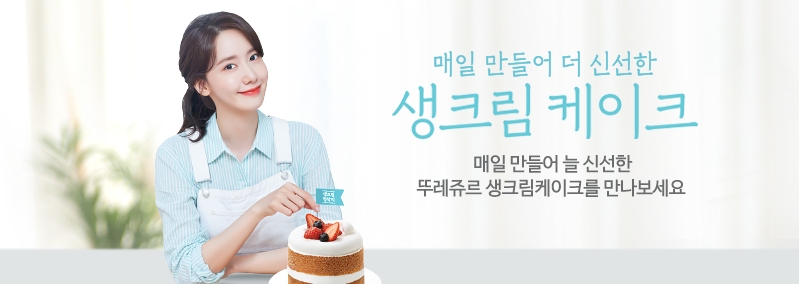 매일 만들어 더 신선한
생크림 케이크
매일 만들어 늘 신선한
뚜레쥬르 생크림케이크를 만나보세요